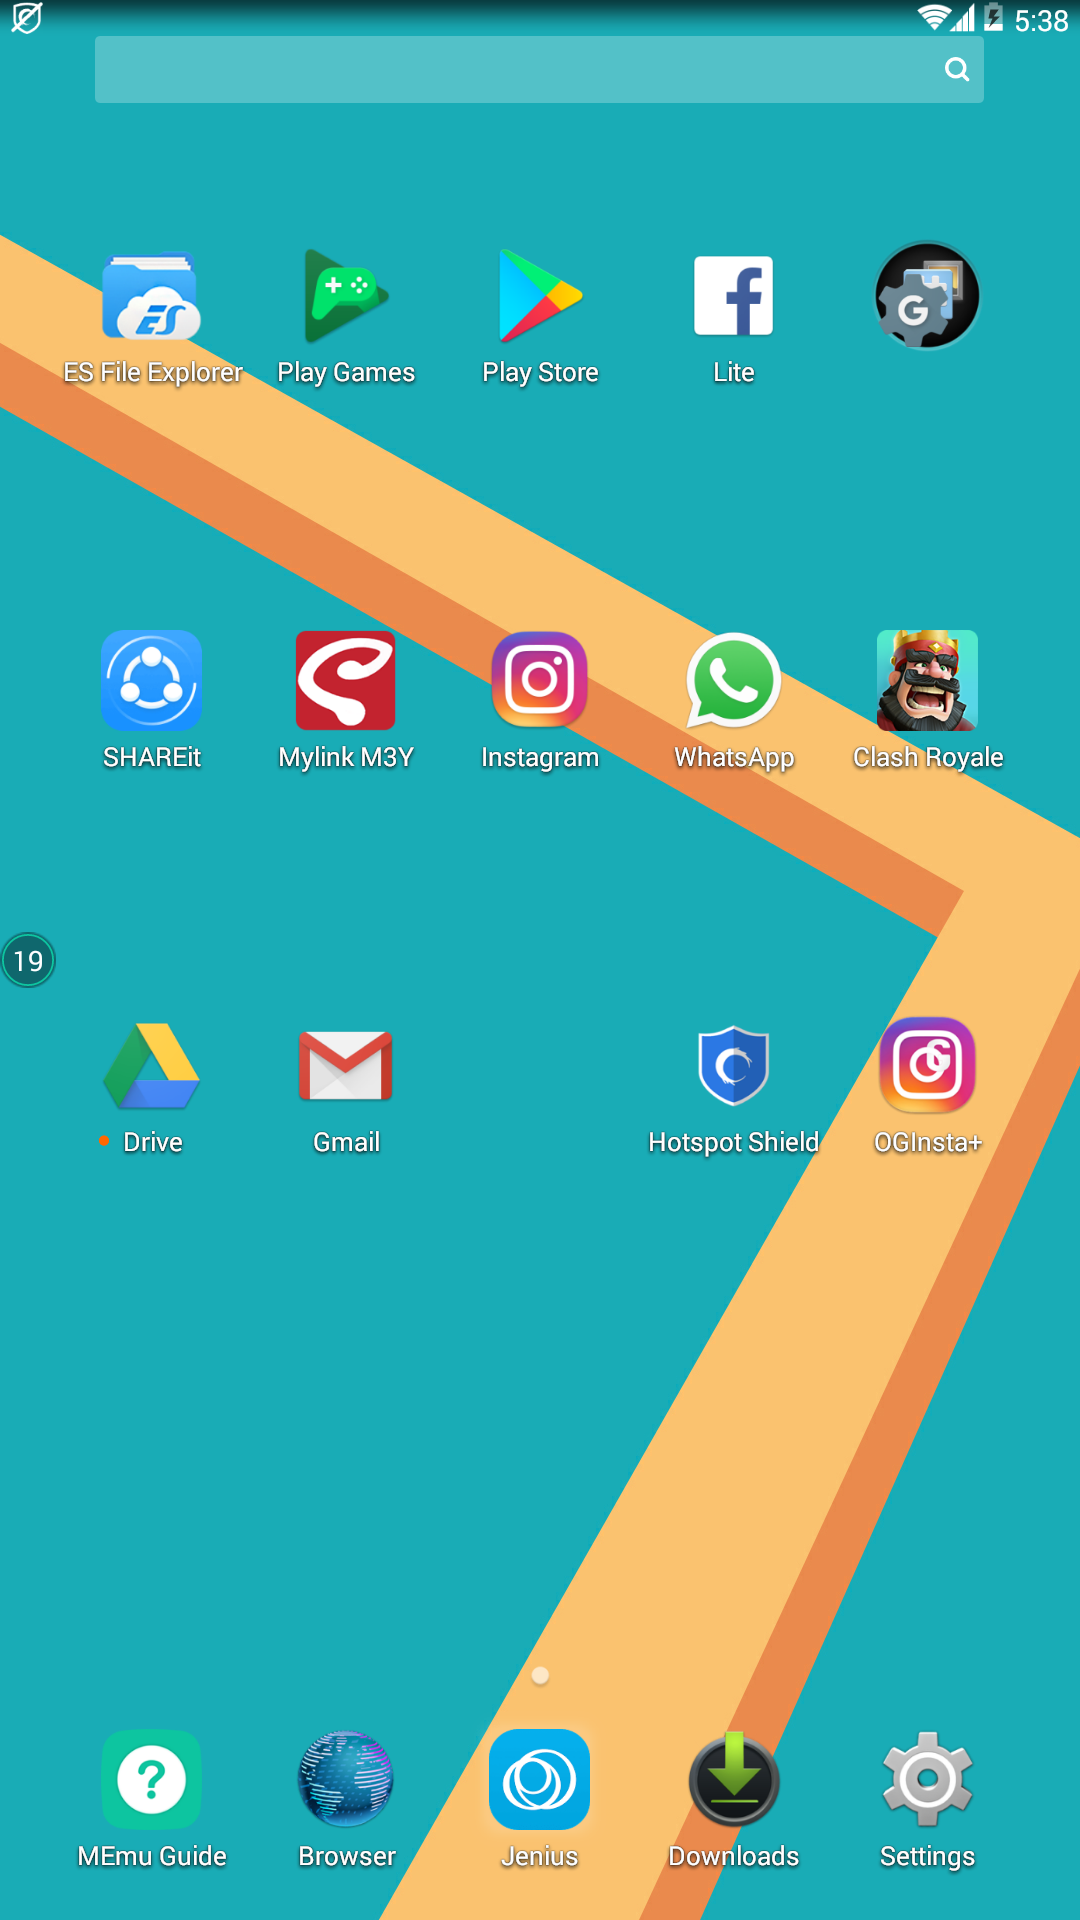 5:38
ES File Explorer
Play Games
Play Store
Lite
SHAREit
Mylink M3Y
Instagram
WhatsApp
Clash Royale
19
Drive
Gmail
Hotspot Shield
OGInsta+
MEmu Guide
Browser
Jenius
Downloads
Settings